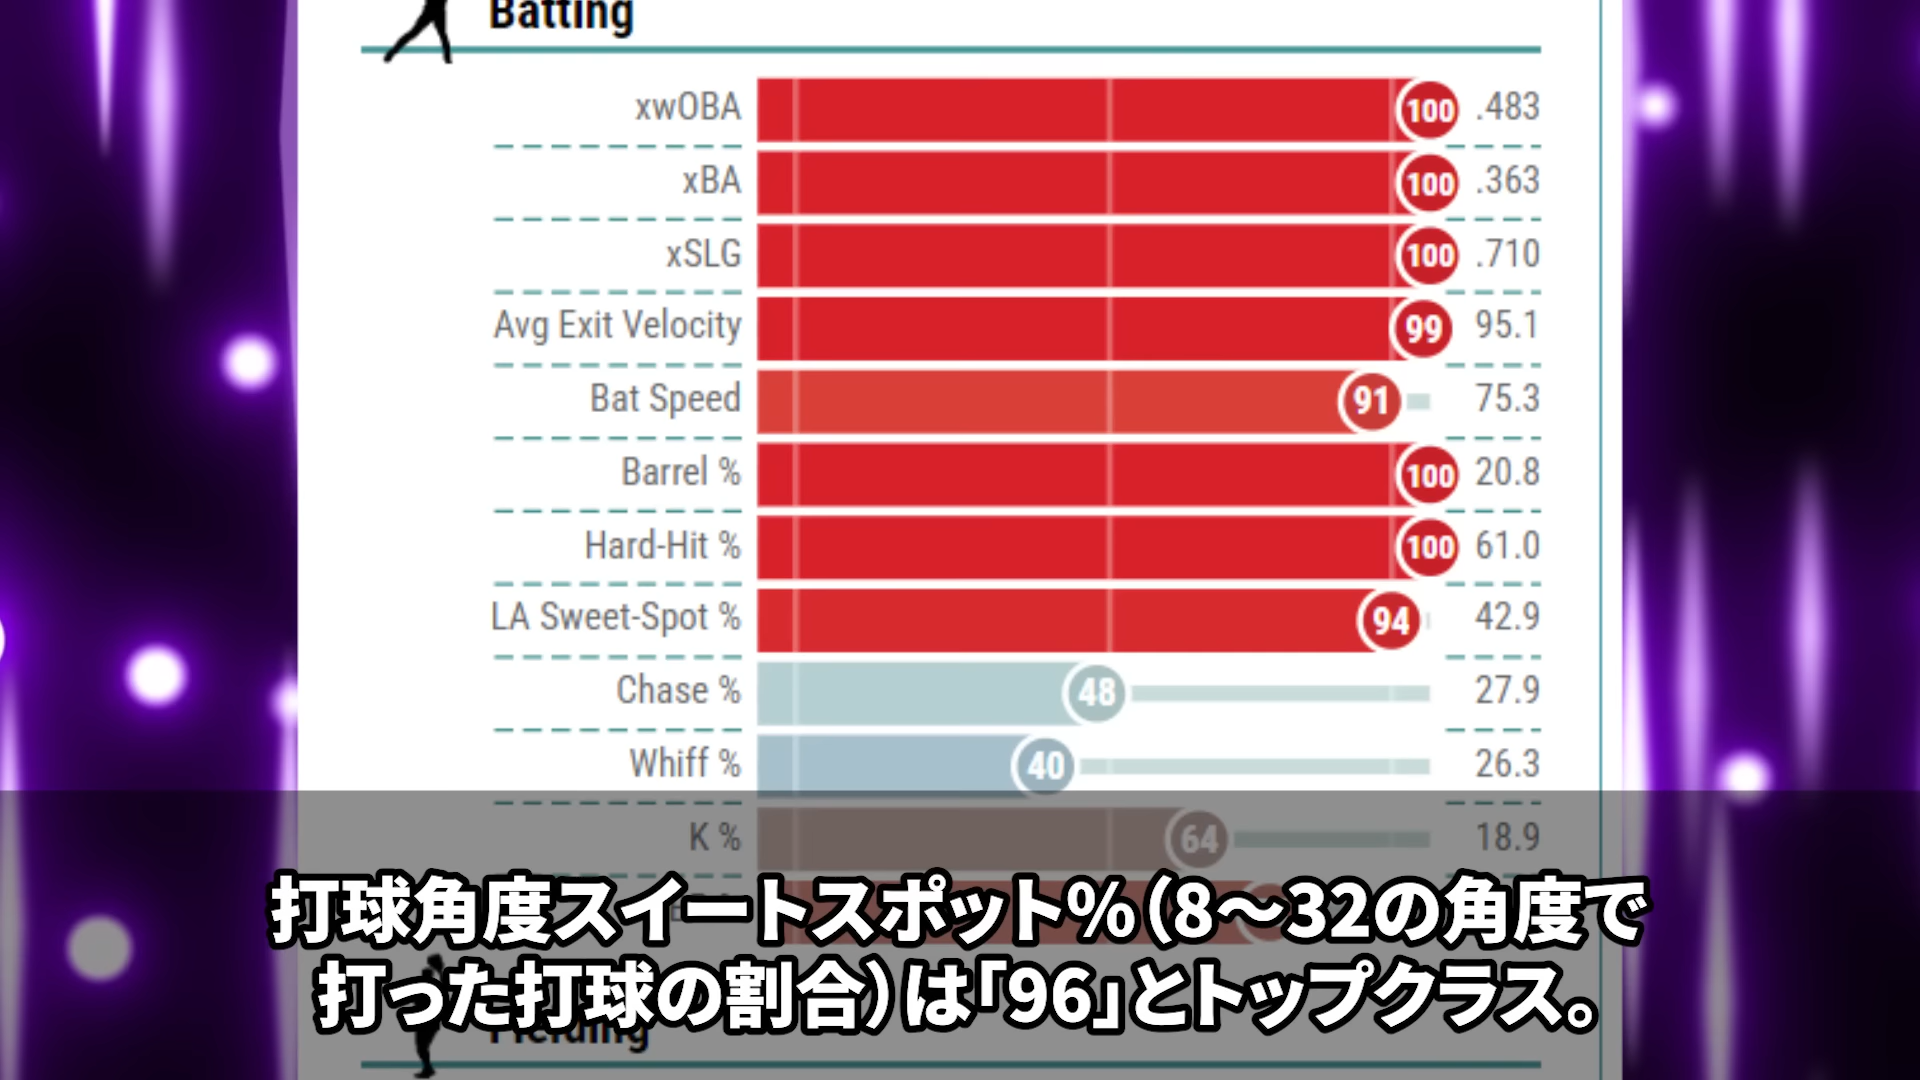 Batting
xwOBA 100 .483
xBA 100 .363
xSLG 100 .710
Avg Exit Velocity 99 95.1
Bat Speed 91 75.3
Barrel % 100 20.8
Hard-Hit % 100 61.0
LA Sweet-Spot % 94 42.9
Chase % 48 27.9
Whiff % 40 26.3
K % 64 18.9
打球角度スイートスポット%（8〜32の角度で
打った打球の割合）は「96」とトップクラス。
Fielding